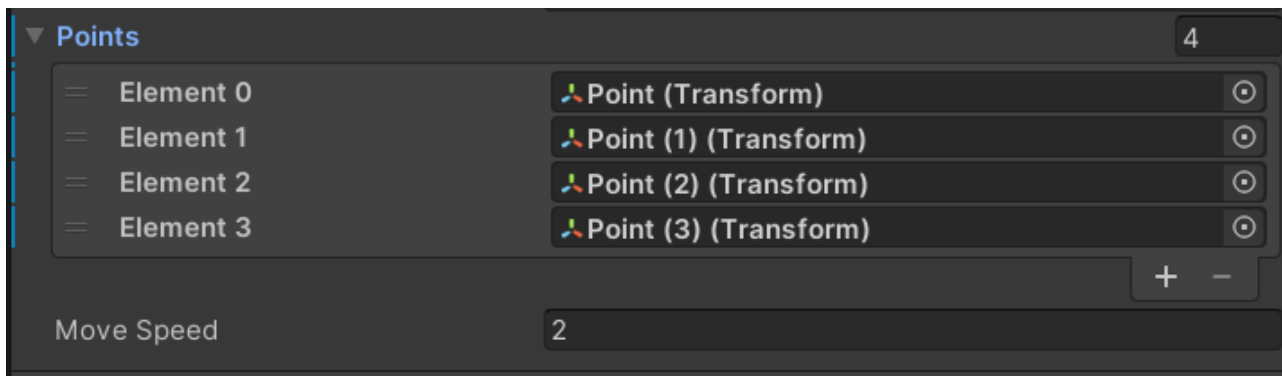 Points 4
Element 0 Point (Transform)
Element 1 Point (1) (Transform)
Element 2 Point (2) (Transform)
Element 3 Point (3) (Transform)
+ −
Move Speed 2